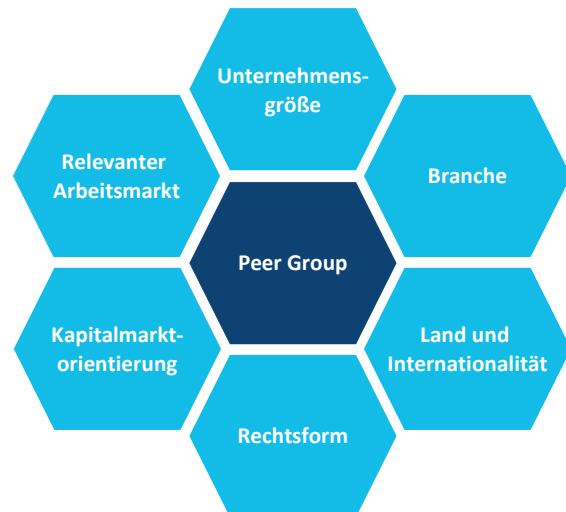 Unternehmens-
größe
Relevanter
Arbeitsmarkt
Branche
Peer Group
Kapitalmarkt-
orientierung
Land und
Internationalität
Rechtsform